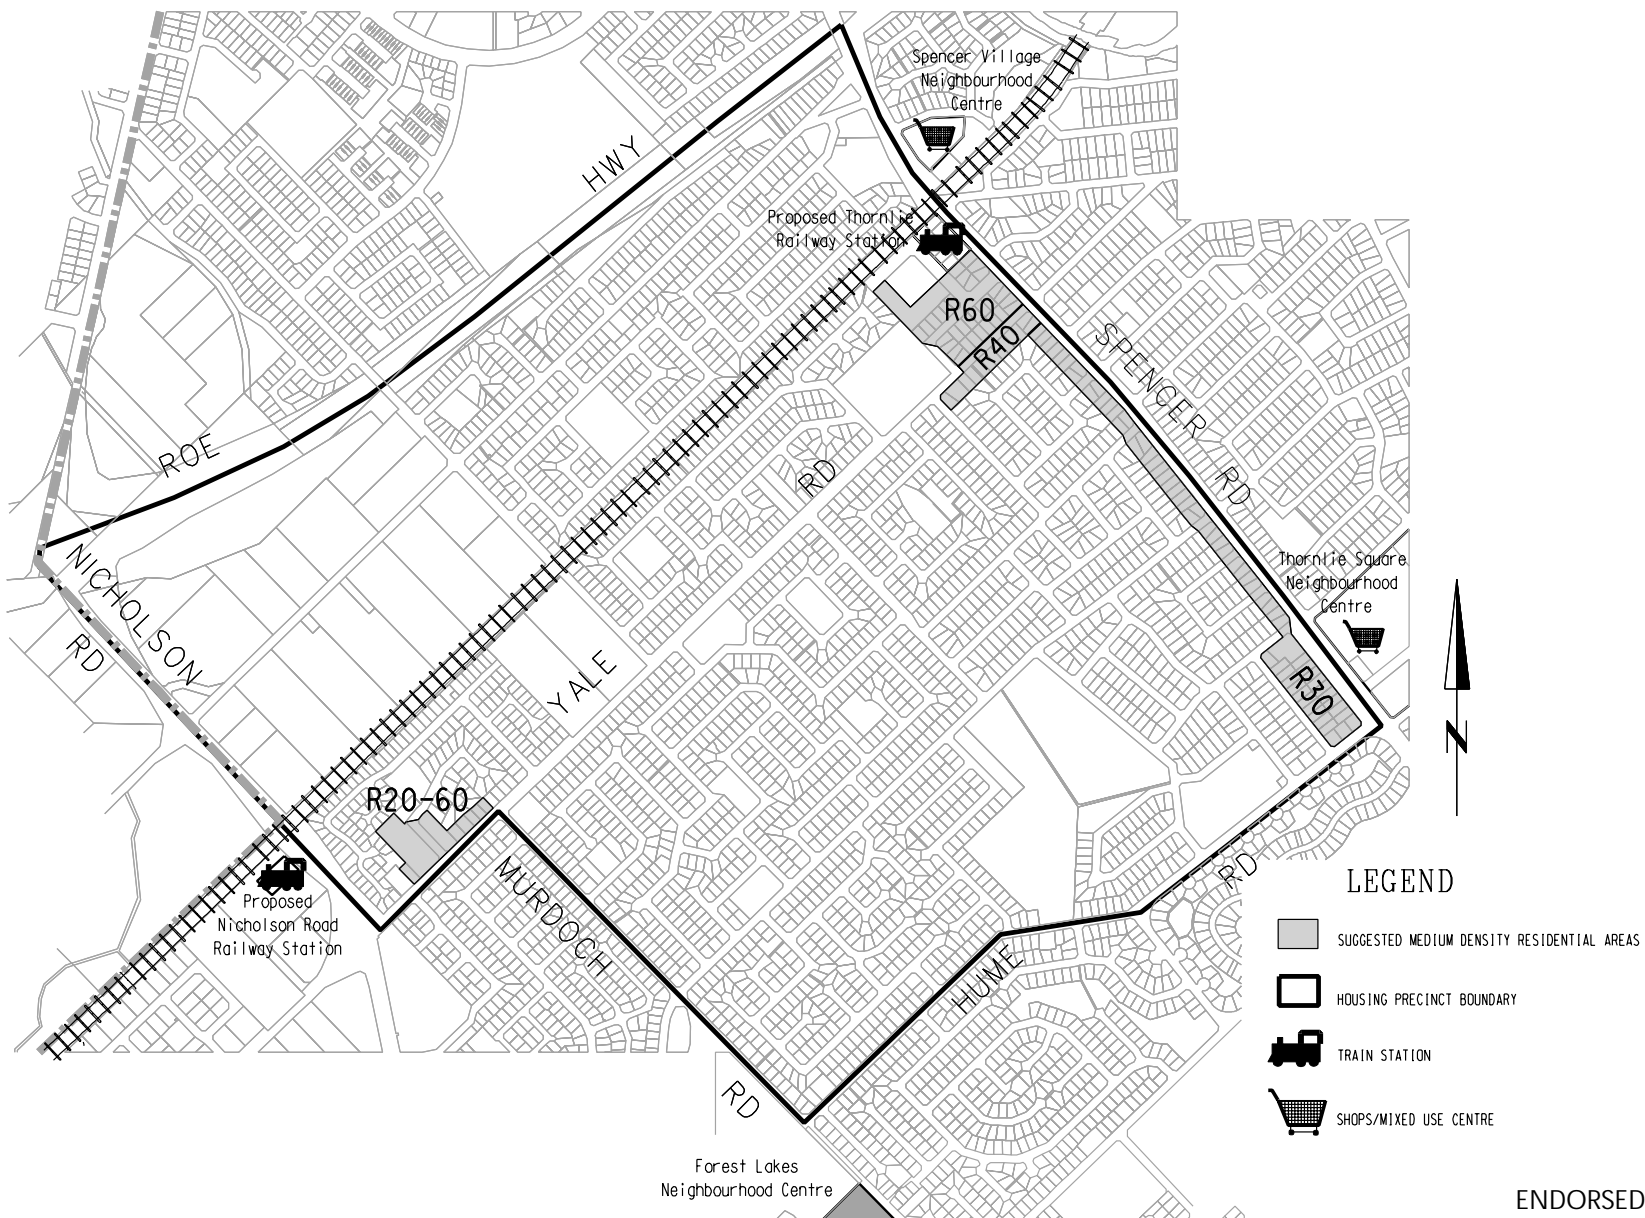 Spencer Village
Neighbourhood
Centre
HWY
Proposed Thornlie
Railway Station
R60
R40
SPENCER
RD
ROE
RD
NICHOLSON
RD
Thornlie Square
Neighbourhood
Centre
YALE
R30
N
R20-60
MURDOCH
RD
Proposed
Nicholson Road
Railway Station
HUME
RD
LEGEND
SUGGESTED MEDIUM DENSITY RESIDENTIAL AREAS
HOUSING PRECINCT BOUNDARY
TRAIN STATION
SHOPS/MIXED USE CENTRE
Forest Lakes
Neighbourhood Centre
ENDORSED